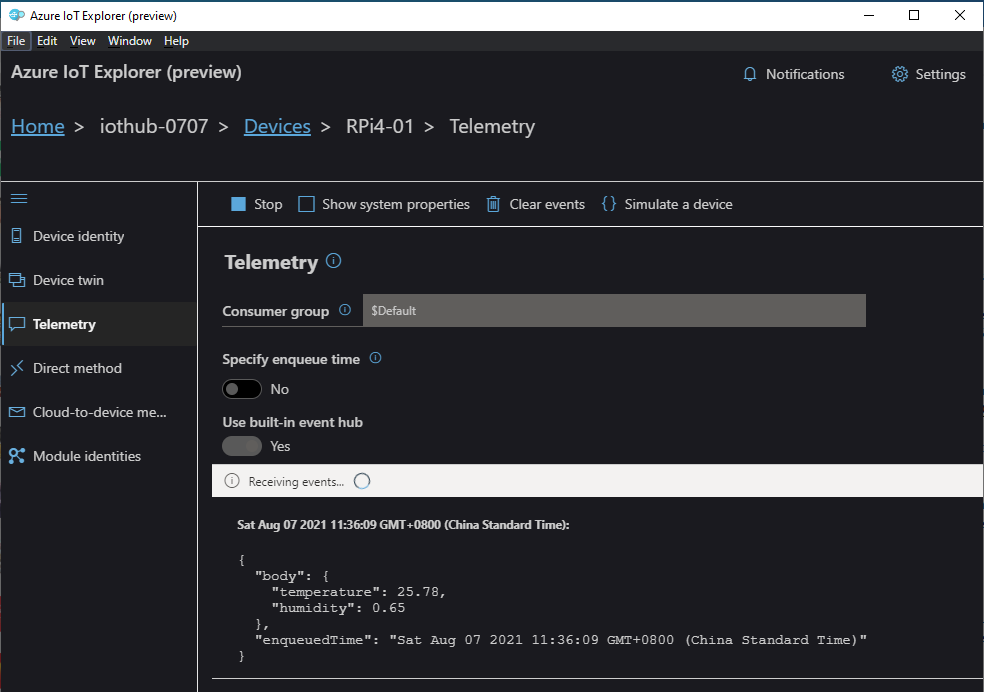 Azure IoT Explorer (preview)
File Edit View Window Help
Azure IoT Explorer (preview)
Notifications
Settings
Home > iothub-0707 > Devices > RPi4-01 > Telemetry
Stop
Show system properties
Clear events
Simulate a device
Device identity
Device twin
Telemetry
Direct method
Cloud-to-device me...
Module identities
Telemetry
Consumer group
$Default
Specify enqueue time
No
Use built-in event hub
Yes
Receiving events...
Sat Aug 07 2021 11:36:09 GMT+0800 (China Standard Time):
{
"body": {
"temperature": 25.78,
"humidity": 0.65
},
"enqueuedTime": "Sat Aug 07 2021 11:36:09 GMT+0800 (China Standard Time)"
}